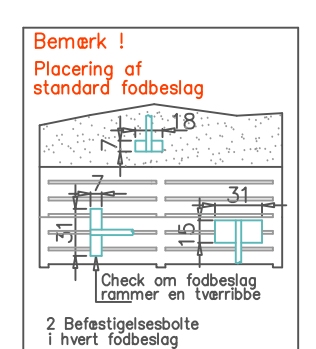 Bemærk !
Placering af
standard fodbeslag
18
7
7
31
31
15
Check om fodbeslag
rammer en tværribbe
2 Befæstigelsesbolte
i hvert fodbeslag